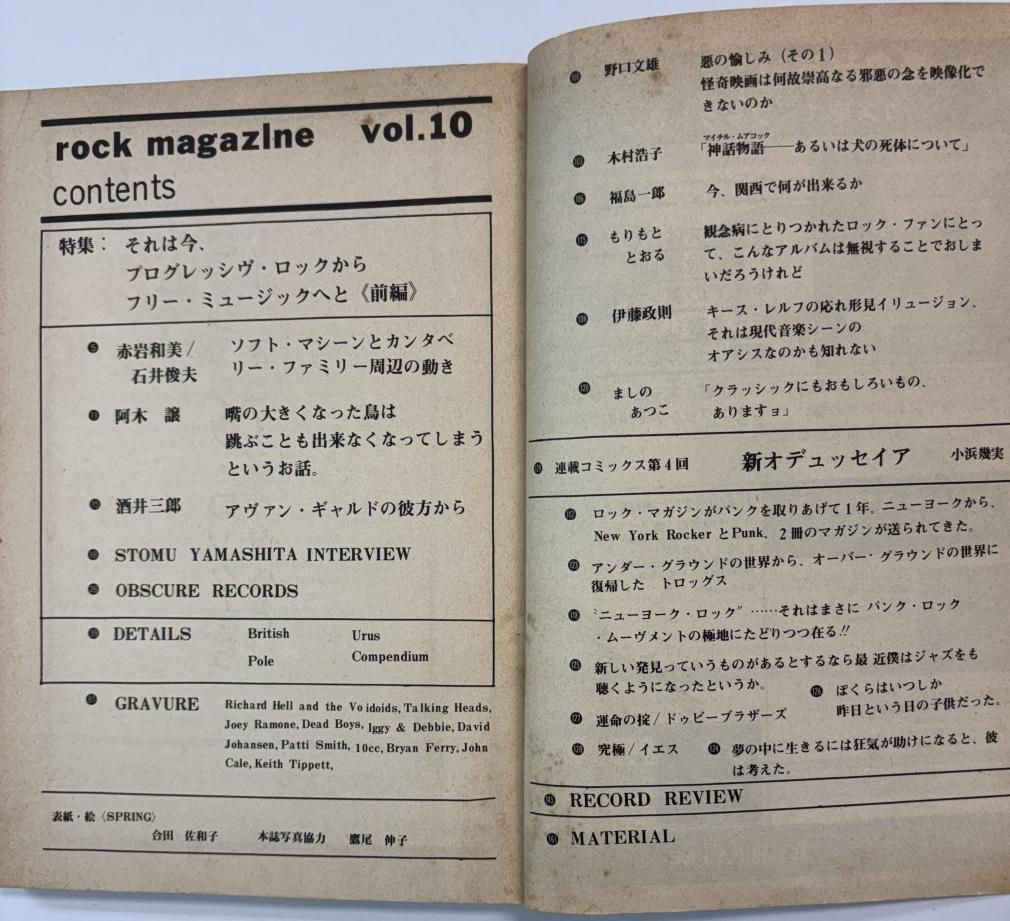 rock magazIne vol.10
contents
特集： それは今、
プログレッシヴ・ロックから
フリー・ミュージックへと《前編》
赤岩和美/ ソフト・マシーンとカンタベ
石井俊夫 リー・ファミリー周辺の動き
阿木 譲 嘴の大きくなった鳥は
跳ぶことも出来なくなってしまう
というお話。
酒井三郎 アヴァン・ギャルドの彼方から
STOMU YAMASHITA INTERVIEW
OBSCURE RECORDS
DETAILS British Urus
Pole Compendium
GRAVURE Richard Hell and the Voidoids, Talking Heads,
Joey Ramone, Dead Boys, Iggy & Debbie, David
Johansen, Patti Smith, 10cc, Bryan Ferry, John
Cale, Keith Tippett,
表紙・絵〈SPRING〉
合田 佐和子 本誌写真協力 鷹尾 伸子
野口文雄 悪の愉しみ（その1）
怪奇映画は何故崇高なる邪悪の念を映像化で
きないのか
マイケル・ムアコック
木村浩子 「神話物語──あるいは犬の死体について」
福島一郎 今、関西で何が出来るか
もりもと 観念病にとりつかれたロック・ファンにとっ
とおる て、こんなアルバムは無視することでおしま
いだろうけれど
伊藤政則 キース・レルフの応れ形見イリュージョン、
それは現代音楽シーンの
オアシスなのかも知れない
ましの 「クラッシックにもおもしろいもの、
あつこ ありますョ」
連載コミックス第4回 新オデュッセイア 小浜幾実
ロック・マガジンがパンクを取りあげて1年。ニューヨークから、
New York RockerとPunk、2冊のマガジンが送られてきた。
アンダー・グラウンドの世界から、オーバー・グラウンドの世界に
復帰した トロッグス
〝ニューヨーク・ロック〟……それはまさに パンク・ロック
・ムーヴメントの極地にたどりつつ在る!!
新しい発見っていうものがあるとするなら最 近僕はジャズをも
聴くようになったというか。 ぼくらはいつしか
昨日という日の子供だった。
運命の掟/ドゥビーブラザーズ
究極/イエス 夢の中に生きるには狂気が助けになると、彼
は考えた。
RECORD REVIEW
MATERIAL